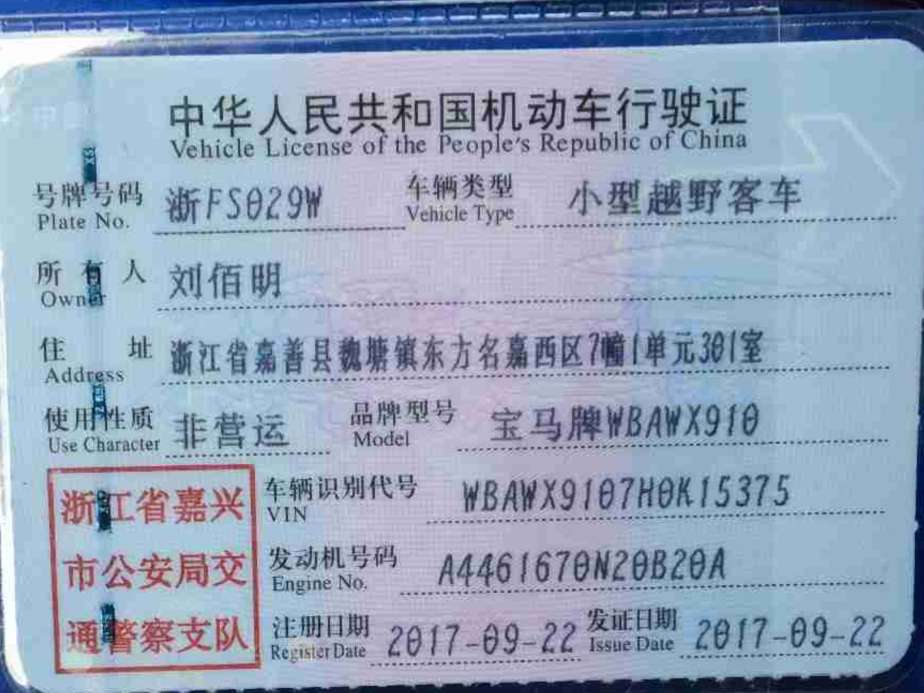 中华人民共和国机动车行驶证
Vehicle License of the People's Republic of China
号牌号码 浙FS029W 车辆类型 小型越野客车
Plate No. Vehicle Type
所有人 刘佰明
Owner
住址 浙江省嘉善县魏塘镇东方名嘉西区7幢1单元301室
Address
使用性质 非营运 品牌型号 宝马牌WBAWX910
Use Character Model
浙江省嘉兴 车辆识别代号 WBAWX9107H0K15375
VIN
市公安局交 发动机号码 A4461670N20B20A
Engine No.
通警察支队 注册日期 2017-09-22 发证日期 2017-09-22
Register Date Issue Date